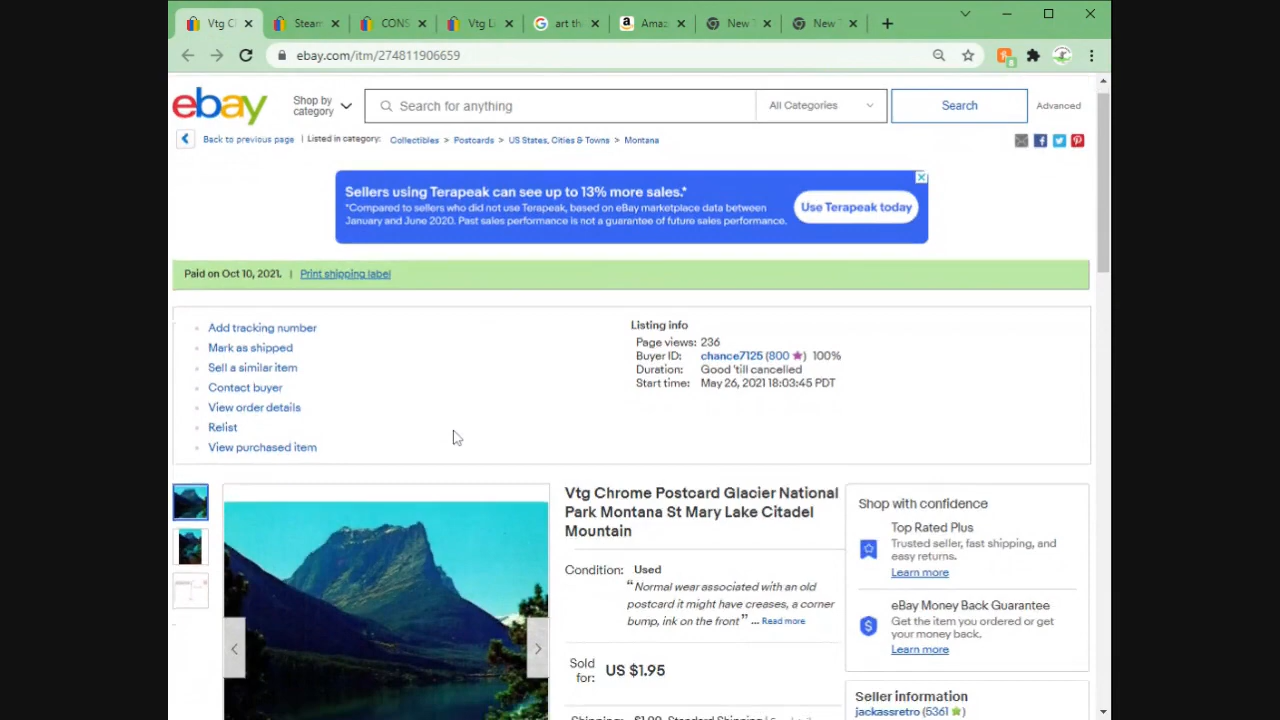 Vtg C
Steam
CONS
Vtg Li
art th
Amaz
New
New
ebay.com/itm/274811906659
ebay
Shop by
category
Search for anything
All Categories
Search
Advanced
Back to previous page | Listed in category: Collectibles > Postcards > US States, Cities & Towns > Montana
Sellers using Terapeak can see up to 13% more sales.*
*Compared to sellers who did not use Terapeak, based on eBay marketplace data between
January and June 2020. Past sales performance is not a guarantee of future sales performance.
Use Terapeak today
Paid on Oct 10, 2021. | Print shipping label
Add tracking number
Mark as shipped
Sell a similar item
Contact buyer
View order details
Relist
View purchased item
Listing info
Page views: 236
Buyer ID: chance7125 (800 ) 100%
Duration: Good 'till cancelled
Start time: May 26, 2021 18:03:45 PDT
Vtg Chrome Postcard Glacier National
Park Montana St Mary Lake Citadel
Mountain
Condition: Used
“Normal wear associated with an old
postcard it might have creases, a corner
bump, ink on the front” ... Read more
Sold
for:
US $1.95
Shipping: $1.00 Standard Shipping
Shop with confidence
Top Rated Plus
Trusted seller, fast shipping, and
easy returns.
Learn more
eBay Money Back Guarantee
Get the item you ordered or get
your money back.
Learn more
Seller information
jackassretro (5361 )